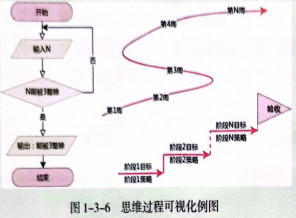 开始
输入N
否
N能被3整除
是
输出：能被3整除
结束
第1周
第2周
第3周
第4周
第N周
阶段1目标
阶段1策略
阶段2目标
阶段2策略
阶段N目标
阶段N策略
验收
图1-3-6 思维过程可视化例图